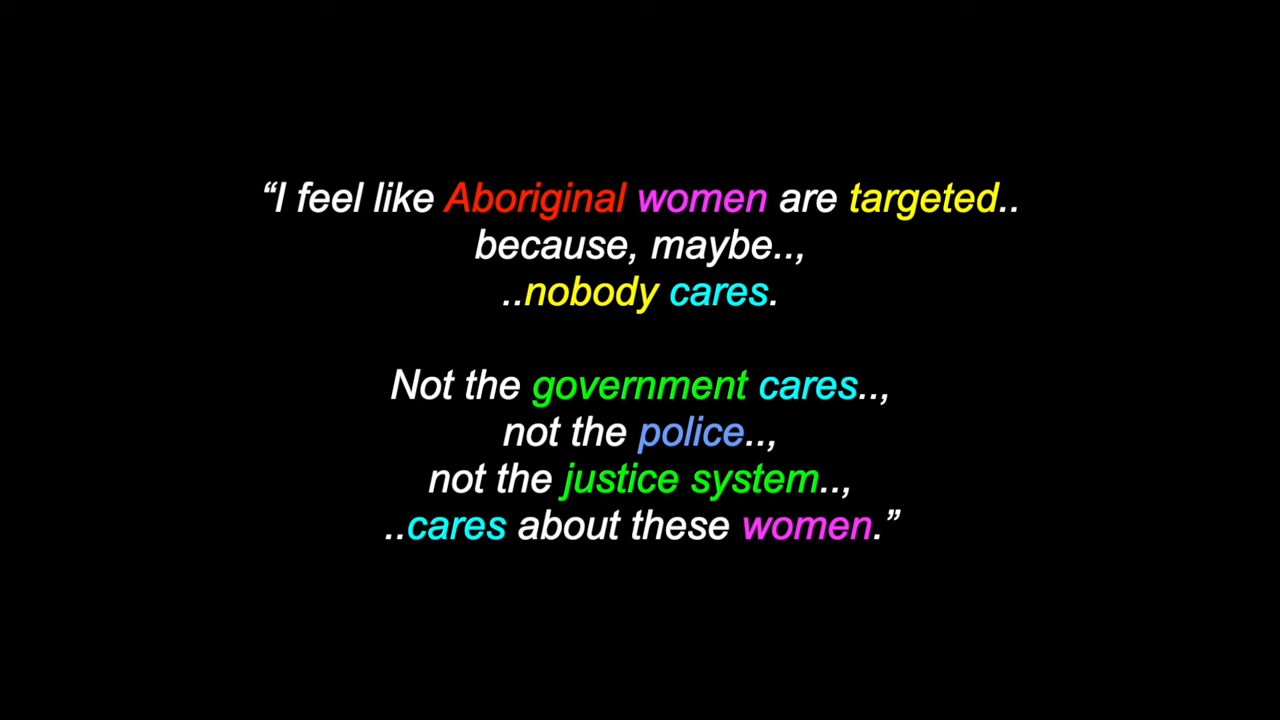 “I feel like Aboriginal women are targeted..
because, maybe..,
..nobody cares.
Not the government cares..,
not the police..,
not the justice system..,
..cares about these women.”